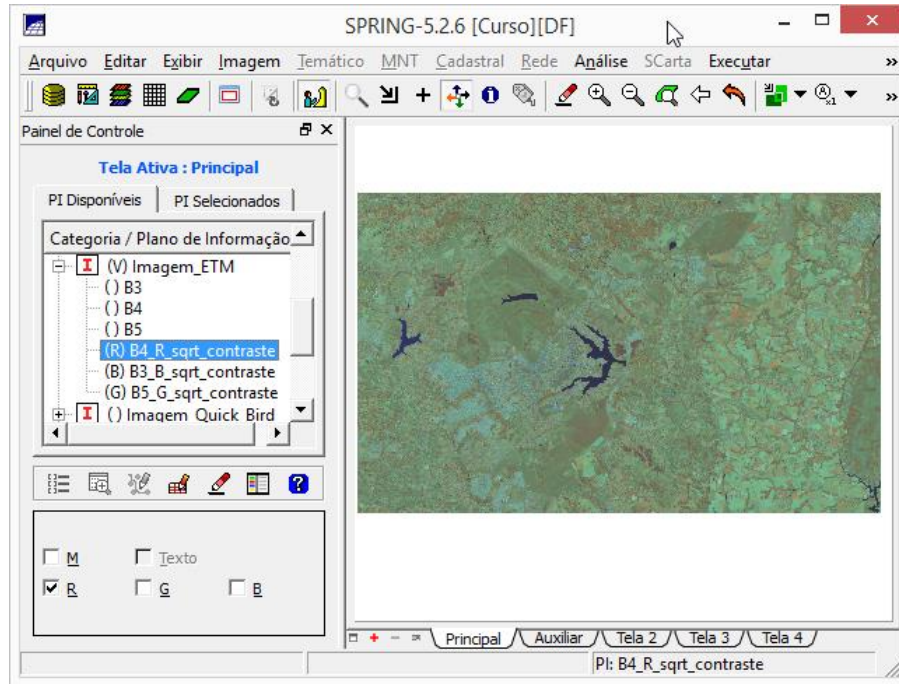 SPRING-5.2.6 [Curso][DF]
Arquivo Editar Exibir Imagem Temático MNT Cadastral Rede Análise SCarta Executar »
»
Painel de Controle
Tela Ativa : Principal
PI Disponíveis PI Selecionados
Categoria / Plano de Informação
(V) Imagem_ETM
( ) B3
( ) B4
( ) B5
(R) B4_R_sqrt_contraste
(B) B3_B_sqrt_contraste
(G) B5_G_sqrt_contraste
( ) Imagem Quick Bird
M Texto
R G B
Principal Auxiliar Tela 2 Tela 3 Tela 4
PI: B4_R_sqrt_contraste